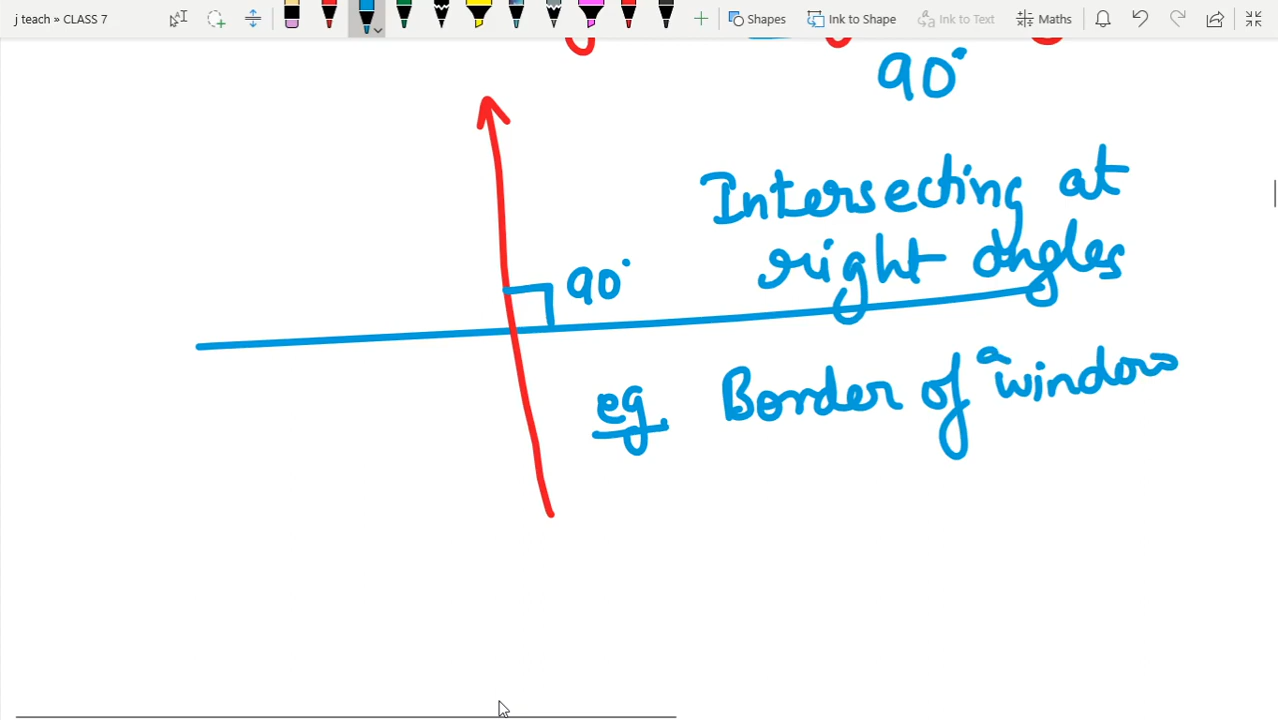 j teach » CLASS 7
Shapes
Ink to Shape
Ink to Text
Maths
90°
Intersecting at
right angles
90°
eg Border of a window